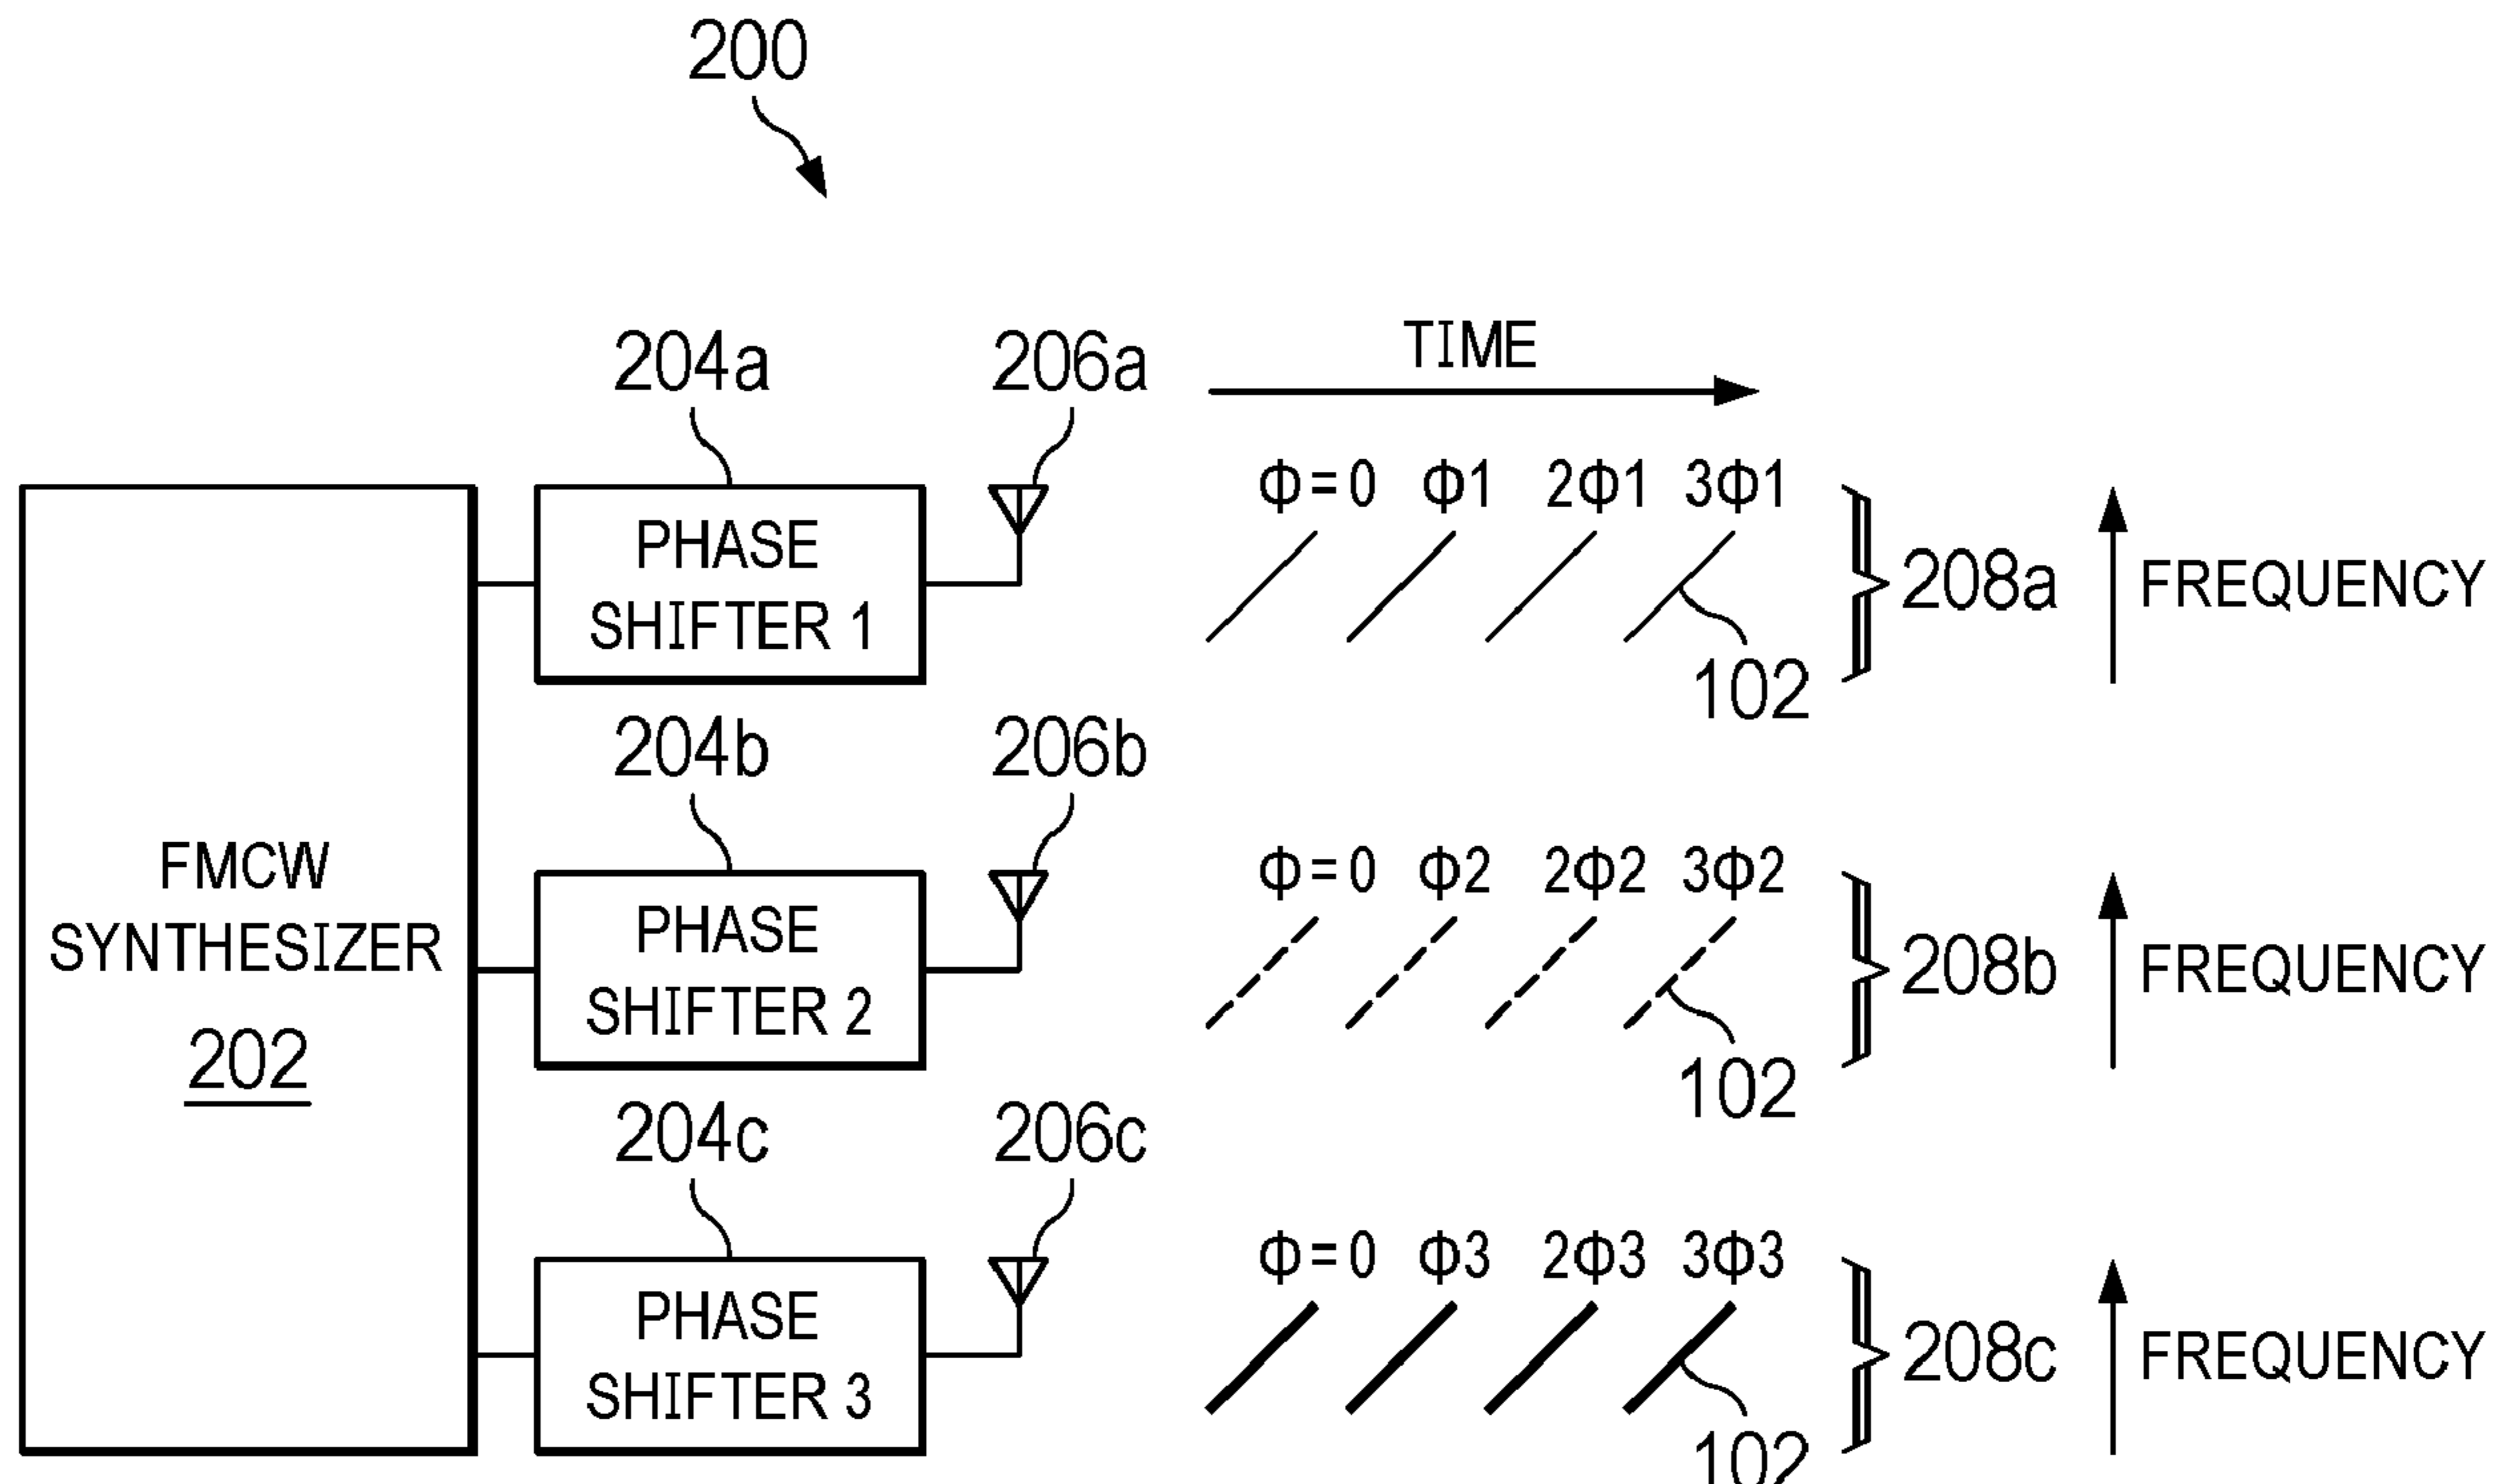 200
204a 206a TIME
Φ=0 Φ1 2Φ1 3Φ1
PHASE
SHIFTER 1
208a FREQUENCY
102
204b 206b
Φ=0 Φ2 2Φ2 3Φ2
FMCW
SYNTHESIZER
202
PHASE
SHIFTER 2
208b FREQUENCY
102
204c 206c
Φ=0 Φ3 2Φ3 3Φ3
PHASE
SHIFTER 3
208c FREQUENCY
102